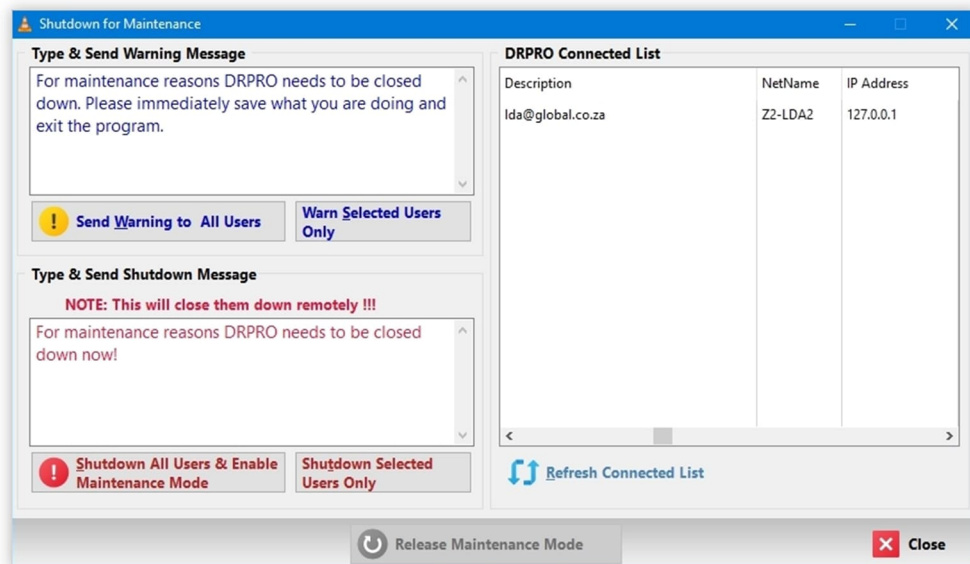 Shutdown for Maintenance
Type & Send Warning Message
For maintenance reasons DRPRO needs to be closed
down. Please immediately save what you are doing and
exit the program.
Send Warning to  All Users
Warn Selected Users
Only
Type & Send Shutdown Message
NOTE: This will close them down remotely !!!
For maintenance reasons DRPRO needs to be closed
down now!
Shutdown All Users & Enable
Maintenance Mode
Shutdown Selected
Users Only
DRPRO Connected List
Description NetName IP Address
lda@global.co.za Z2-LDA2 127.0.0.1
Refresh Connected List
Release Maintenance Mode
Close